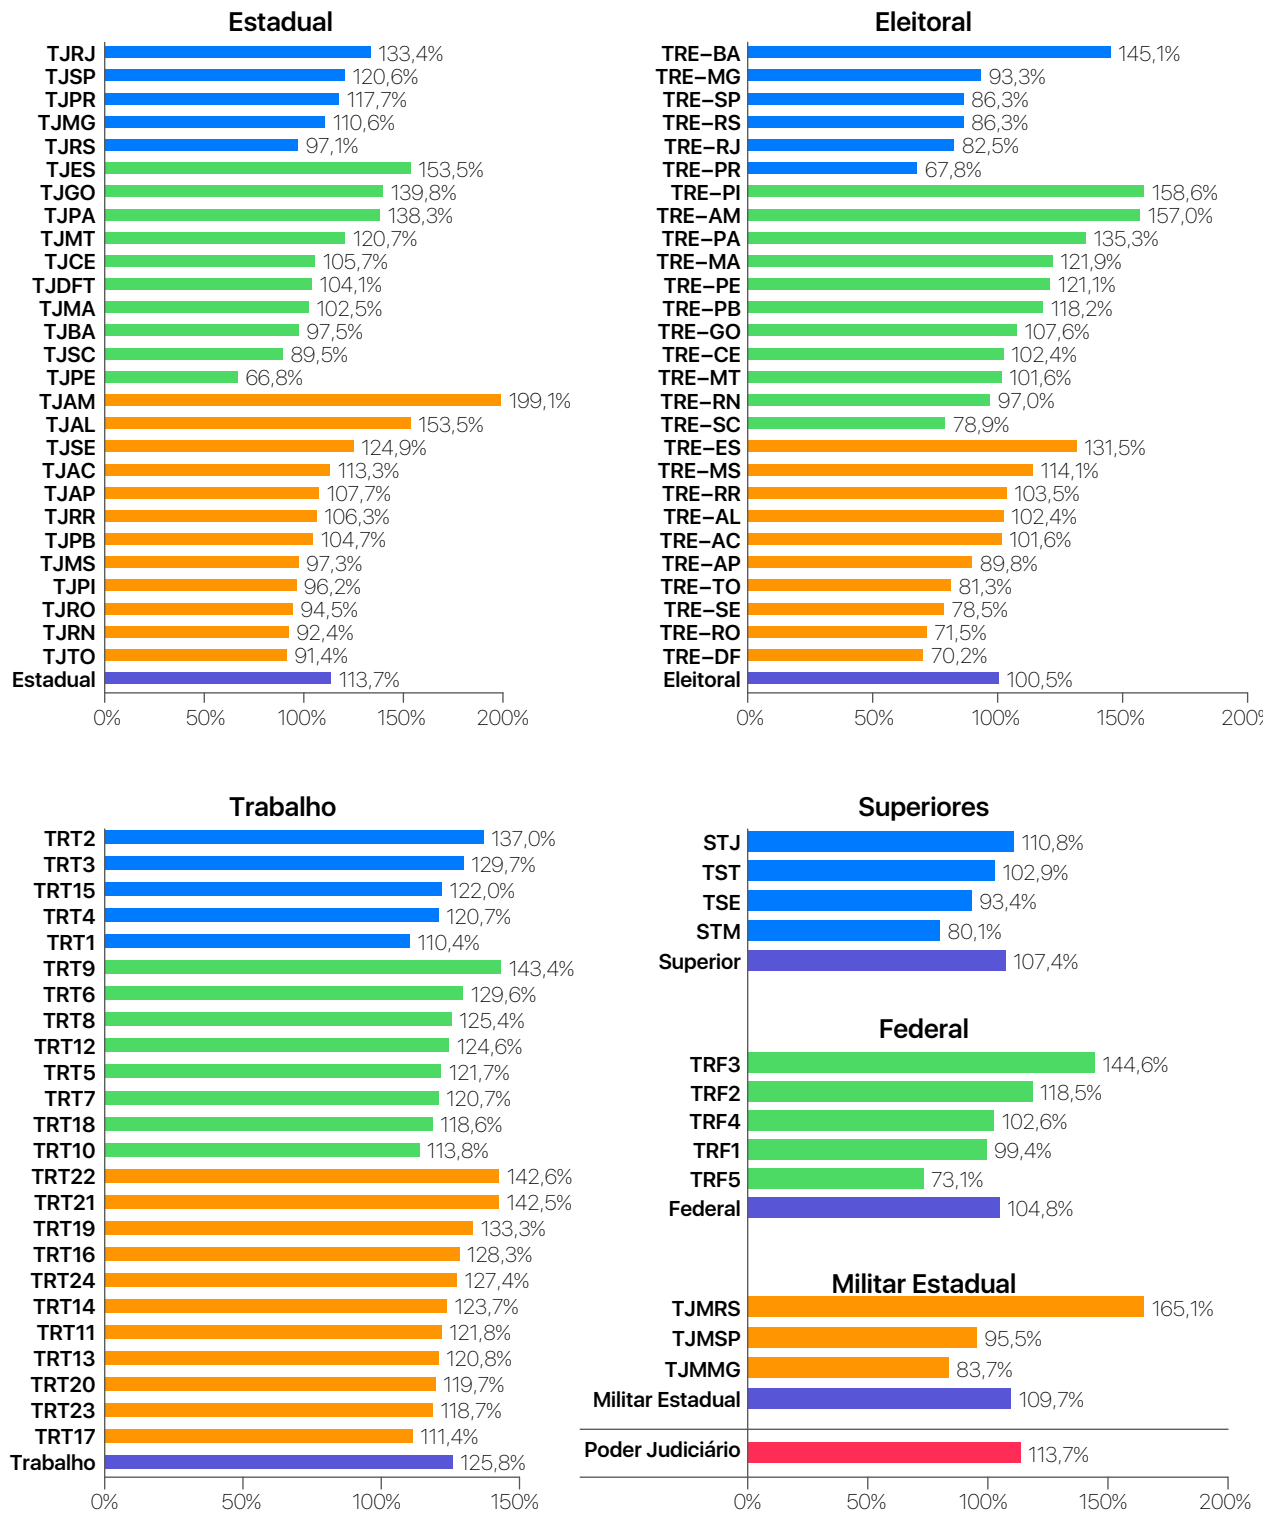 Estadual
TJRJ 133,4%
TJSP 120,6%
TJPR 117,7%
TJMG 110,6%
TJRS 97,1%
TJES 153,5%
TJGO 139,8%
TJPA 138,3%
TJMT 120,7%
TJCE 105,7%
TJDFT 104,1%
TJMA 102,5%
TJBA 97,5%
TJSC 89,5%
TJPE 66,8%
TJAM 199,1%
TJAL 153,5%
TJSE 124,9%
TJAC 113,3%
TJAP 107,7%
TJRR 106,3%
TJPB 104,7%
TJMS 97,3%
TJPI 96,2%
TJRO 94,5%
TJRN 92,4%
TJTO 91,4%
Estadual 113,7%
0% 50% 100% 150% 200%
Eleitoral
TRE–BA 145,1%
TRE–MG 93,3%
TRE–SP 86,3%
TRE–RS 86,3%
TRE–RJ 82,5%
TRE–PR 67,8%
TRE–PI 158,6%
TRE–AM 157,0%
TRE–PA 135,3%
TRE–MA 121,9%
TRE–PE 121,1%
TRE–PB 118,2%
TRE–GO 107,6%
TRE–CE 102,4%
TRE–MT 101,6%
TRE–RN 97,0%
TRE–SC 78,9%
TRE–ES 131,5%
TRE–MS 114,1%
TRE–RR 103,5%
TRE–AL 102,4%
TRE–AC 101,6%
TRE–AP 89,8%
TRE–TO 81,3%
TRE–SE 78,5%
TRE–RO 71,5%
TRE–DF 70,2%
Eleitoral 100,5%
0% 50% 100% 150% 200%
Trabalho
TRT2 137,0%
TRT3 129,7%
TRT15 122,0%
TRT4 120,7%
TRT1 110,4%
TRT9 143,4%
TRT6 129,6%
TRT8 125,4%
TRT12 124,6%
TRT5 121,7%
TRT7 120,7%
TRT18 118,6%
TRT10 113,8%
TRT22 142,6%
TRT21 142,5%
TRT19 133,3%
TRT16 128,3%
TRT24 127,4%
TRT14 123,7%
TRT11 121,8%
TRT13 120,8%
TRT20 119,7%
TRT23 118,7%
TRT17 111,4%
Trabalho 125,8%
0% 50% 100% 150%
Superiores
STJ 110,8%
TST 102,9%
TSE 93,4%
STM 80,1%
Superior 107,4%
Federal
TRF3 144,6%
TRF2 118,5%
TRF4 102,6%
TRF1 99,4%
TRF5 73,1%
Federal 104,8%
Militar Estadual
TJMRS 165,1%
TJMSP 95,5%
TJMMG 83,7%
Militar Estadual 109,7%
Poder Judiciário 113,7%
0% 50% 100% 150% 200%